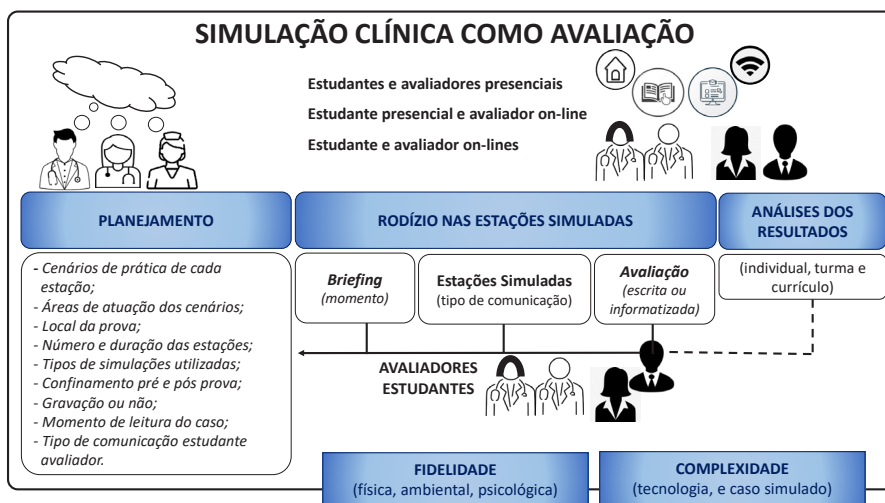 SIMULAÇÃO CLÍNICA COMO AVALIAÇÃO
Estudantes e avaliadores presenciais
Estudante presencial e avaliador on-line
Estudante e avaliador on-lines
PLANEJAMENTO
RODÍZIO NAS ESTAÇÕES SIMULADAS
ANÁLISES DOS
RESULTADOS
- Cenários de prática de cada
estação;
- Áreas de atuação dos cenários;
- Local da prova;
- Número e duração das estações;
- Tipos de simulações utilizadas;
- Confinamento pré e pós prova;
- Gravação ou não;
- Momento de leitura do caso;
- Tipo de comunicação estudante
avaliador.
Briefing
(momento)
Estações Simuladas
(tipo de comunicação)
Avaliação
(escrita ou
informatizada)
(individual, turma e
currículo)
AVALIADORES
ESTUDANTES
FIDELIDADE
(física, ambiental, psicológica)
COMPLEXIDADE
(tecnologia, e caso simulado)